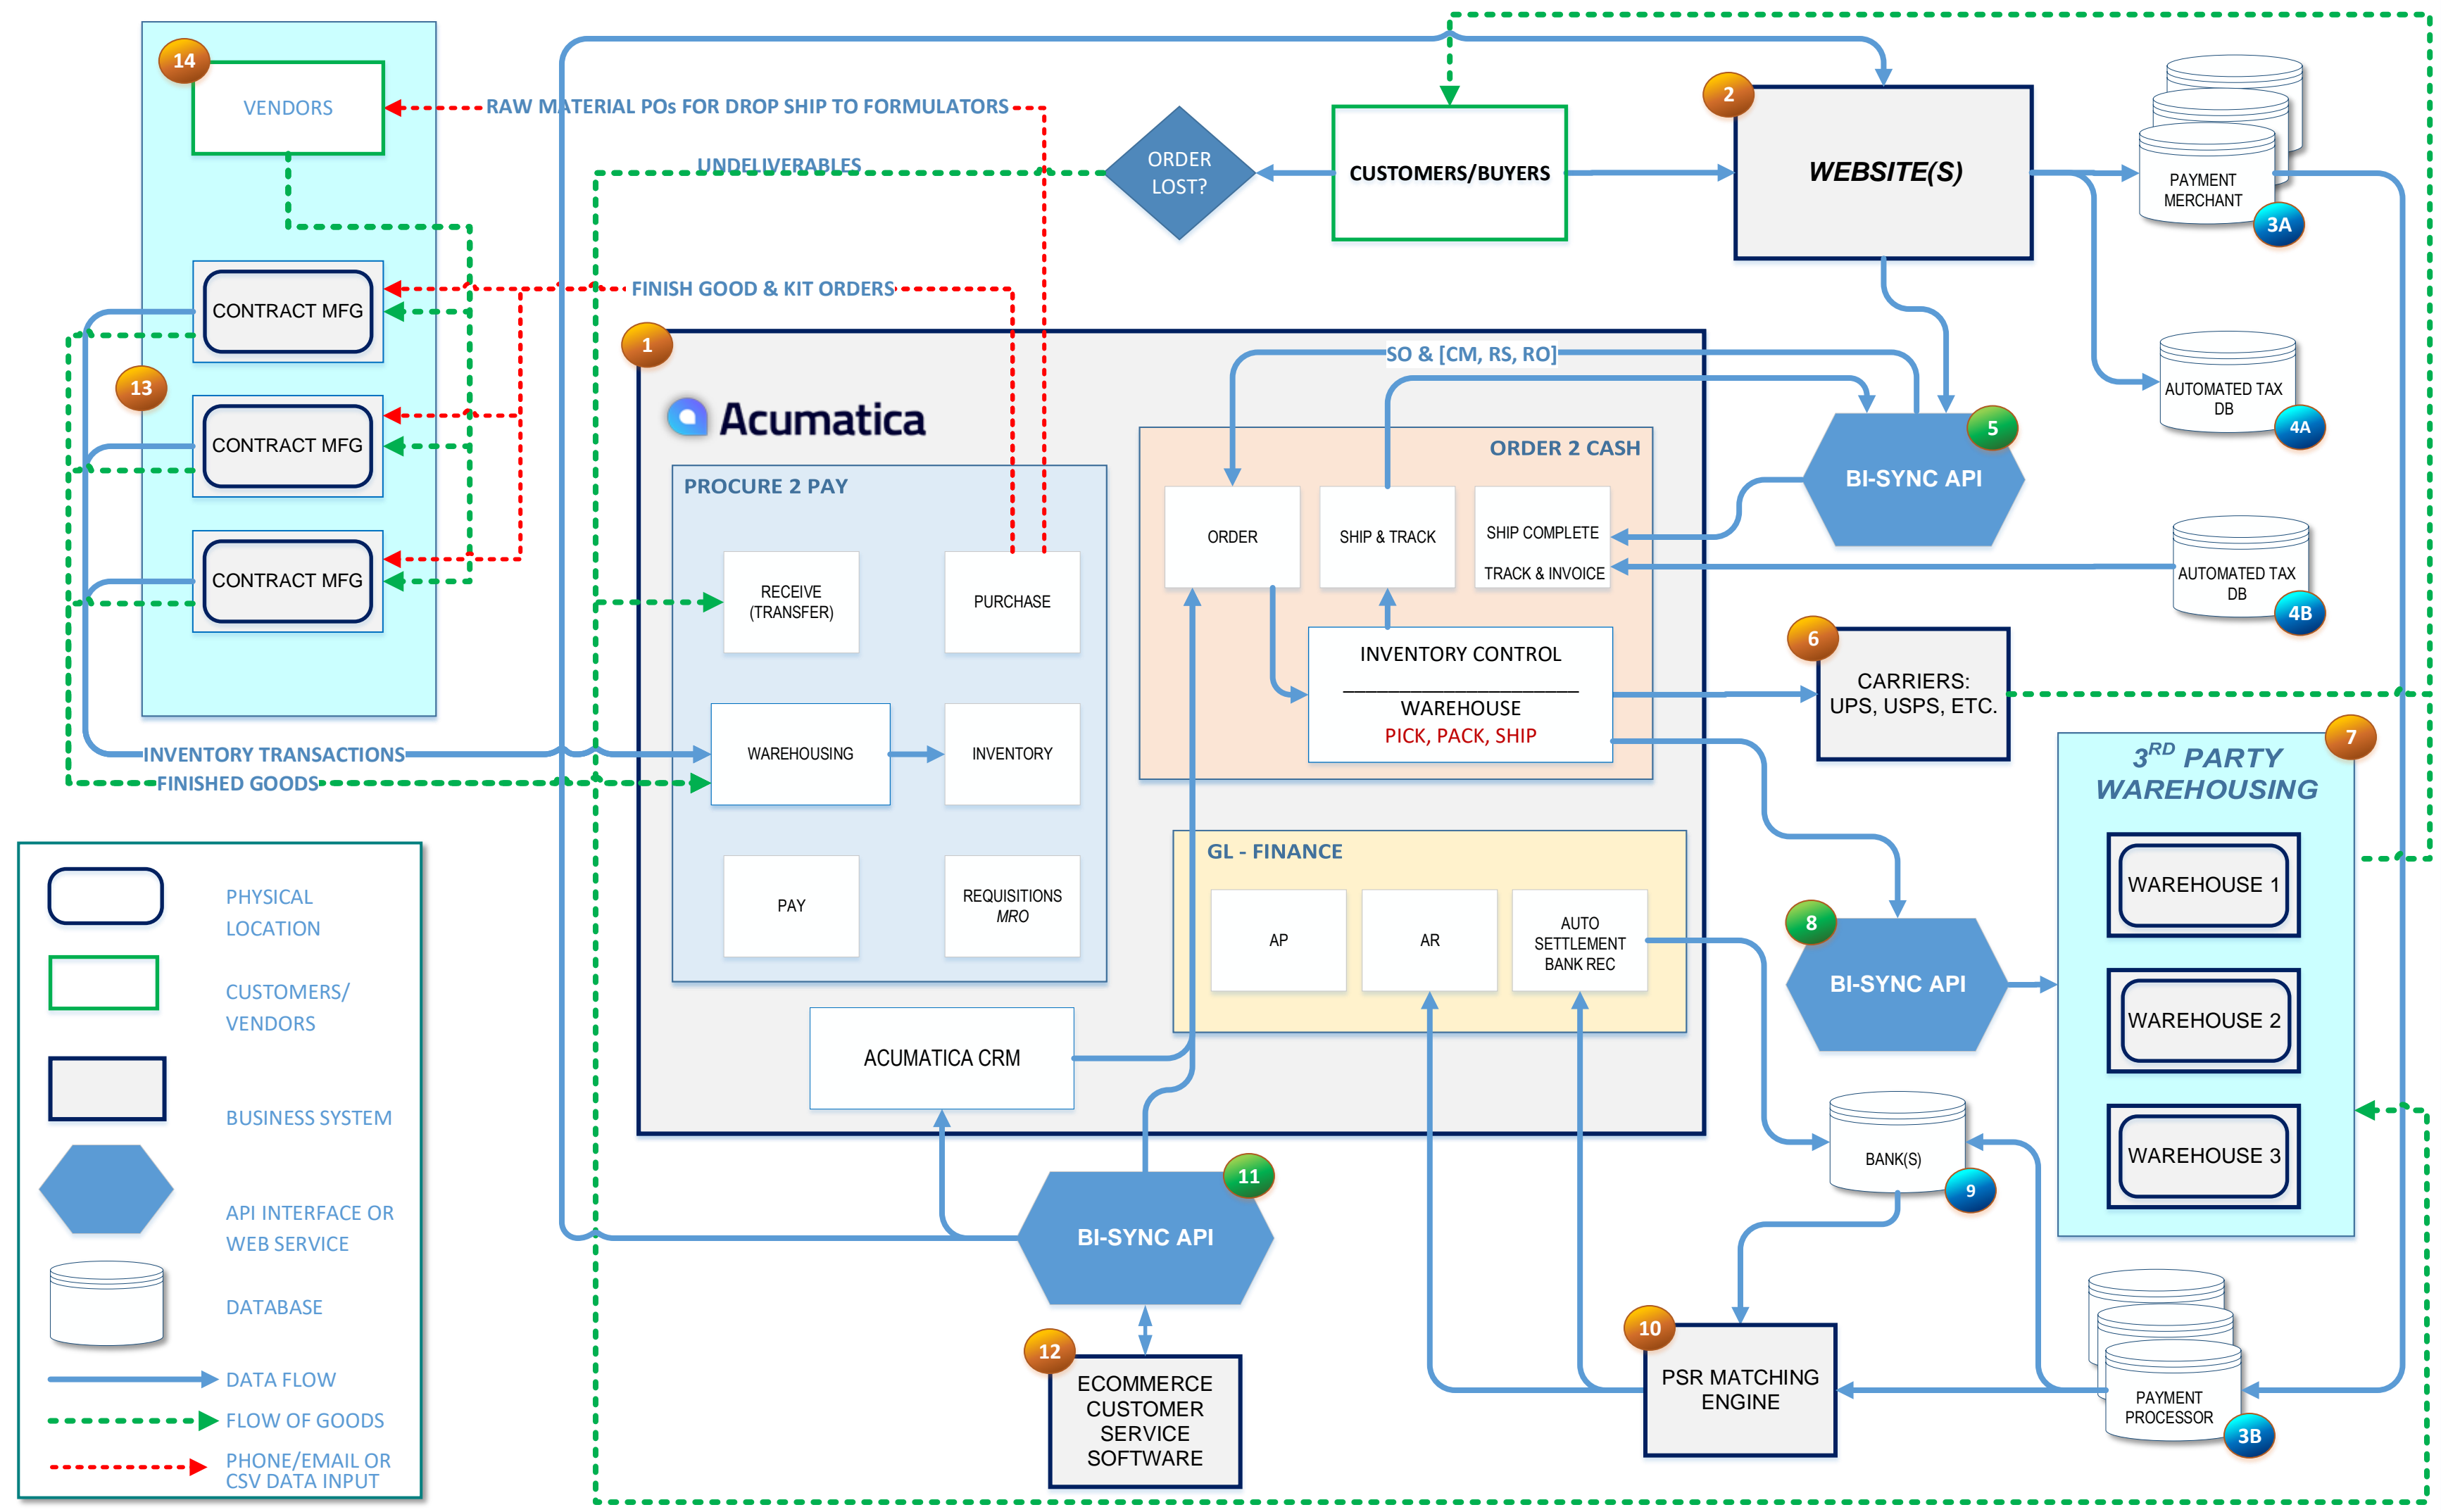 14
VENDORS
RAW MATERIAL POs FOR DROP SHIP TO FORMULATORS
UNDELIVERABLES
ORDER
LOST?
CUSTOMERS/BUYERS
2
WEBSITE(S)
PAYMENT
MERCHANT
3A
CONTRACT MFG
FINISH GOOD & KIT ORDERS
13
CONTRACT MFG
CONTRACT MFG
1
Acumatica
SO & [CM, RS, RO]
5
BI-SYNC API
AUTOMATED TAX
DB
4A
AUTOMATED TAX
DB
4B
PROCURE 2 PAY
RECEIVE
(TRANSFER)
PURCHASE
WAREHOUSING
INVENTORY
PAY
REQUISITIONS
MRO
ORDER 2 CASH
ORDER
SHIP & TRACK
SHIP COMPLETE
TRACK & INVOICE
INVENTORY CONTROL
WAREHOUSE
PICK, PACK, SHIP
6
CARRIERS:
UPS, USPS, ETC.
INVENTORY TRANSACTIONS
FINISHED GOODS
7
3RD PARTY
WAREHOUSING
WAREHOUSE 1
WAREHOUSE 2
WAREHOUSE 3
GL - FINANCE
AP
AR
AUTO
SETTLEMENT
BANK REC
8
BI-SYNC API
ACUMATICA CRM
BANK(S)
9
11
BI-SYNC API
12
ECOMMERCE
CUSTOMER
SERVICE
SOFTWARE
10
PSR MATCHING
ENGINE
PAYMENT
PROCESSOR
3B
PHYSICAL
LOCATION
CUSTOMERS/
VENDORS
BUSINESS SYSTEM
API INTERFACE OR
WEB SERVICE
DATABASE
DATA FLOW
FLOW OF GOODS
PHONE/EMAIL OR
CSV DATA INPUT